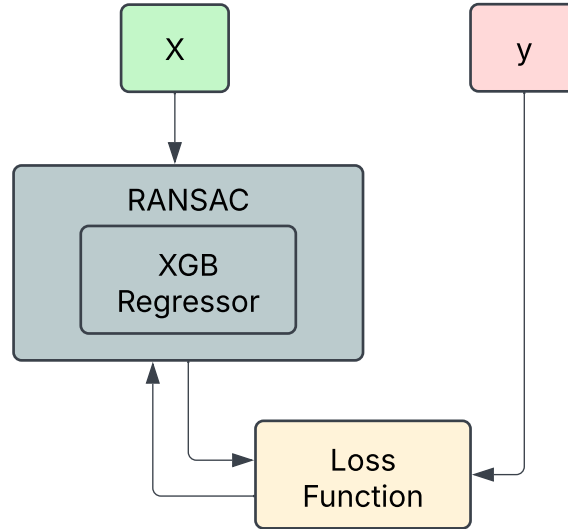 X
y
RANSAC
XGB
Regressor
Loss
Function